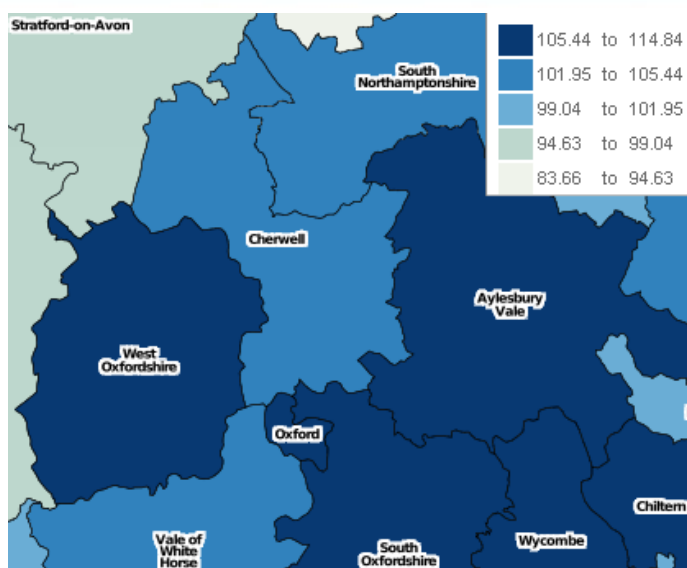 Stratford-on-Avon
South
Northamptonshire
105.44 to 114.84
101.95 to 105.44
99.04 to 101.95
94.63 to 99.04
83.66 to 94.63
Cherwell
Aylesbury
Vale
West
Oxfordshire
Oxford
Chiltern
Vale of
White
Horse
South
Oxfordshire
Wycombe